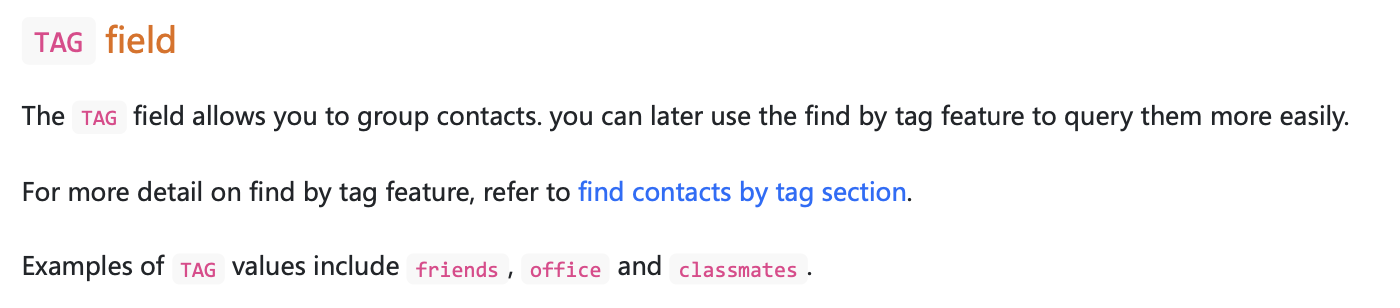 TAG field
The TAG field allows you to group contacts. you can later use the find by tag feature to query them more easily.
For more detail on find by tag feature, refer to find contacts by tag section.
Examples of TAG values include friends, office and classmates.